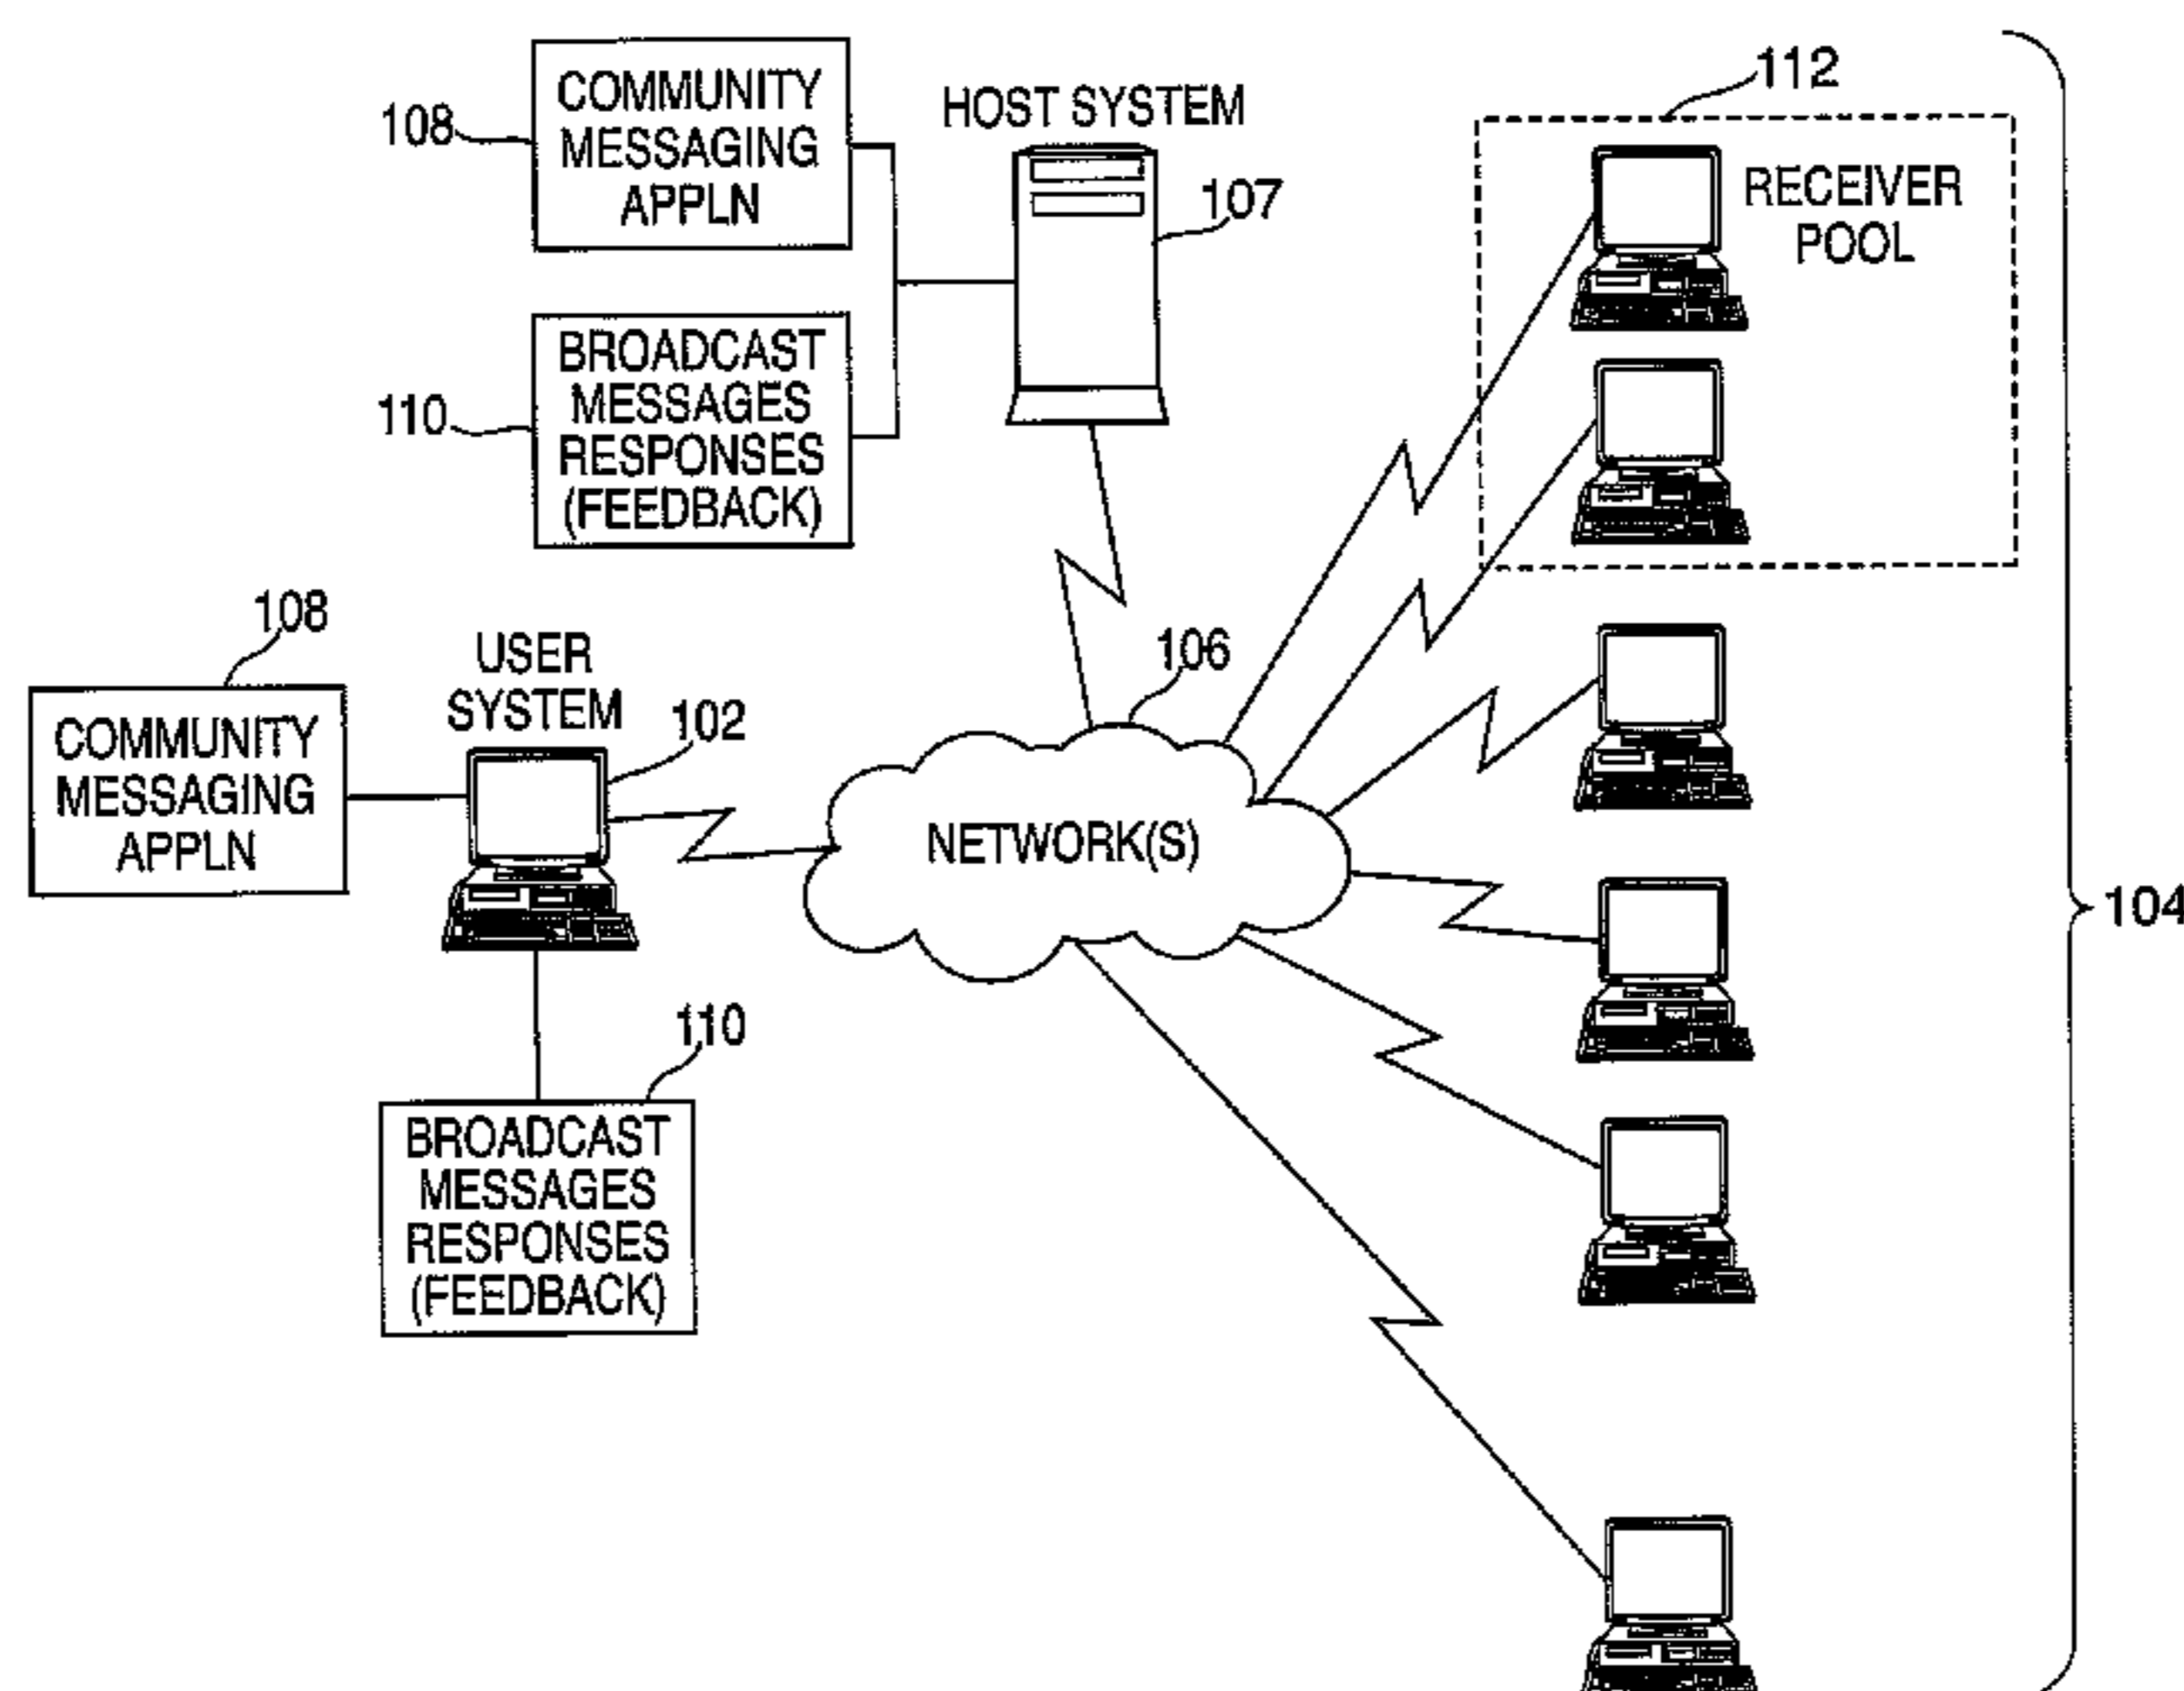 COMMUNITY
MESSAGING
APPLN
108
HOST SYSTEM
107
BROADCAST
MESSAGES
RESPONSES
(FEEDBACK)
110
112
RECEIVER
POOL
108
COMMUNITY
MESSAGING
APPLN
USER
SYSTEM
102
106
NETWORK(S)
104
110
BROADCAST
MESSAGES
RESPONSES
(FEEDBACK)